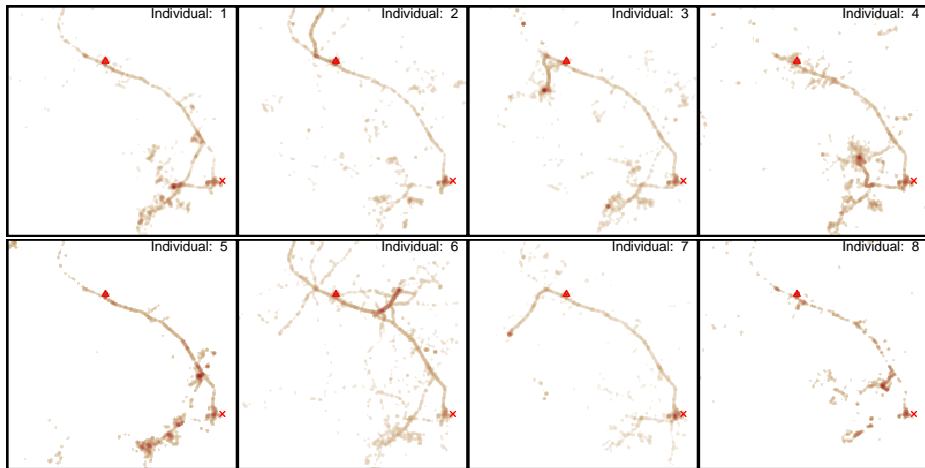 Individual: 1
Individual: 2
Individual: 3
Individual: 4
Individual: 5
Individual: 6
Individual: 7
Individual: 8